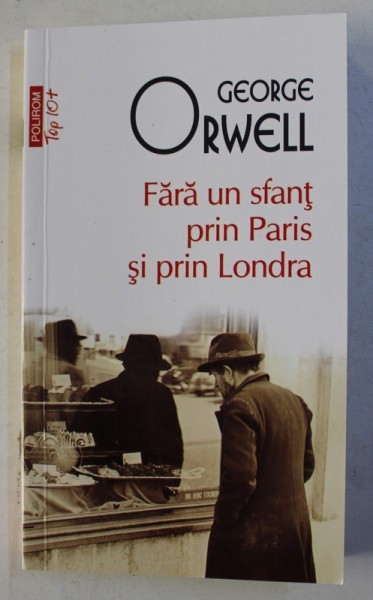 POLIROM
Top 10+
GEORGE
ORWELL
Fără un sfanţ
prin Paris
şi prin Londra